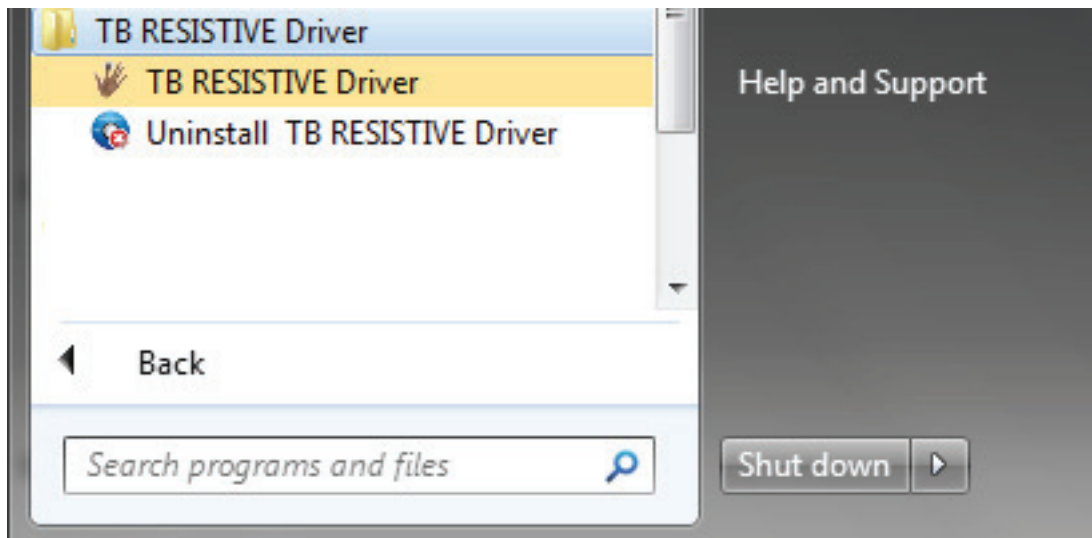 TB RESISTIVE Driver
TB RESISTIVE Driver
Uninstall  TB RESISTIVE Driver
Back
Search programs and files
Help and Support
Shut down